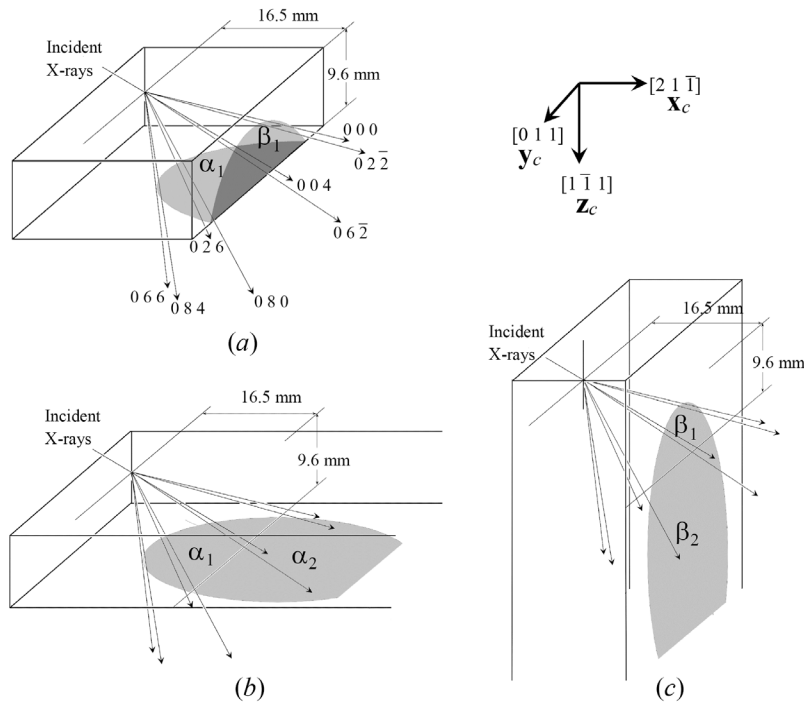 16.5 mm
Incident
X-rays
9.6 mm
β₁
α₁
0 0 0
0 2 2̅
0 0 4
0 6 2̅
0 2 6
0 6 6
0 8 4
0 8 0
(a)
[2 1 1̅]
x_c
[0 1 1]
y_c
[1 1̅ 1]
z_c
16.5 mm
Incident
X-rays
9.6 mm
α₁
α₂
(b)
16.5 mm
Incident
X-rays
9.6 mm
β₁
β₂
(c)